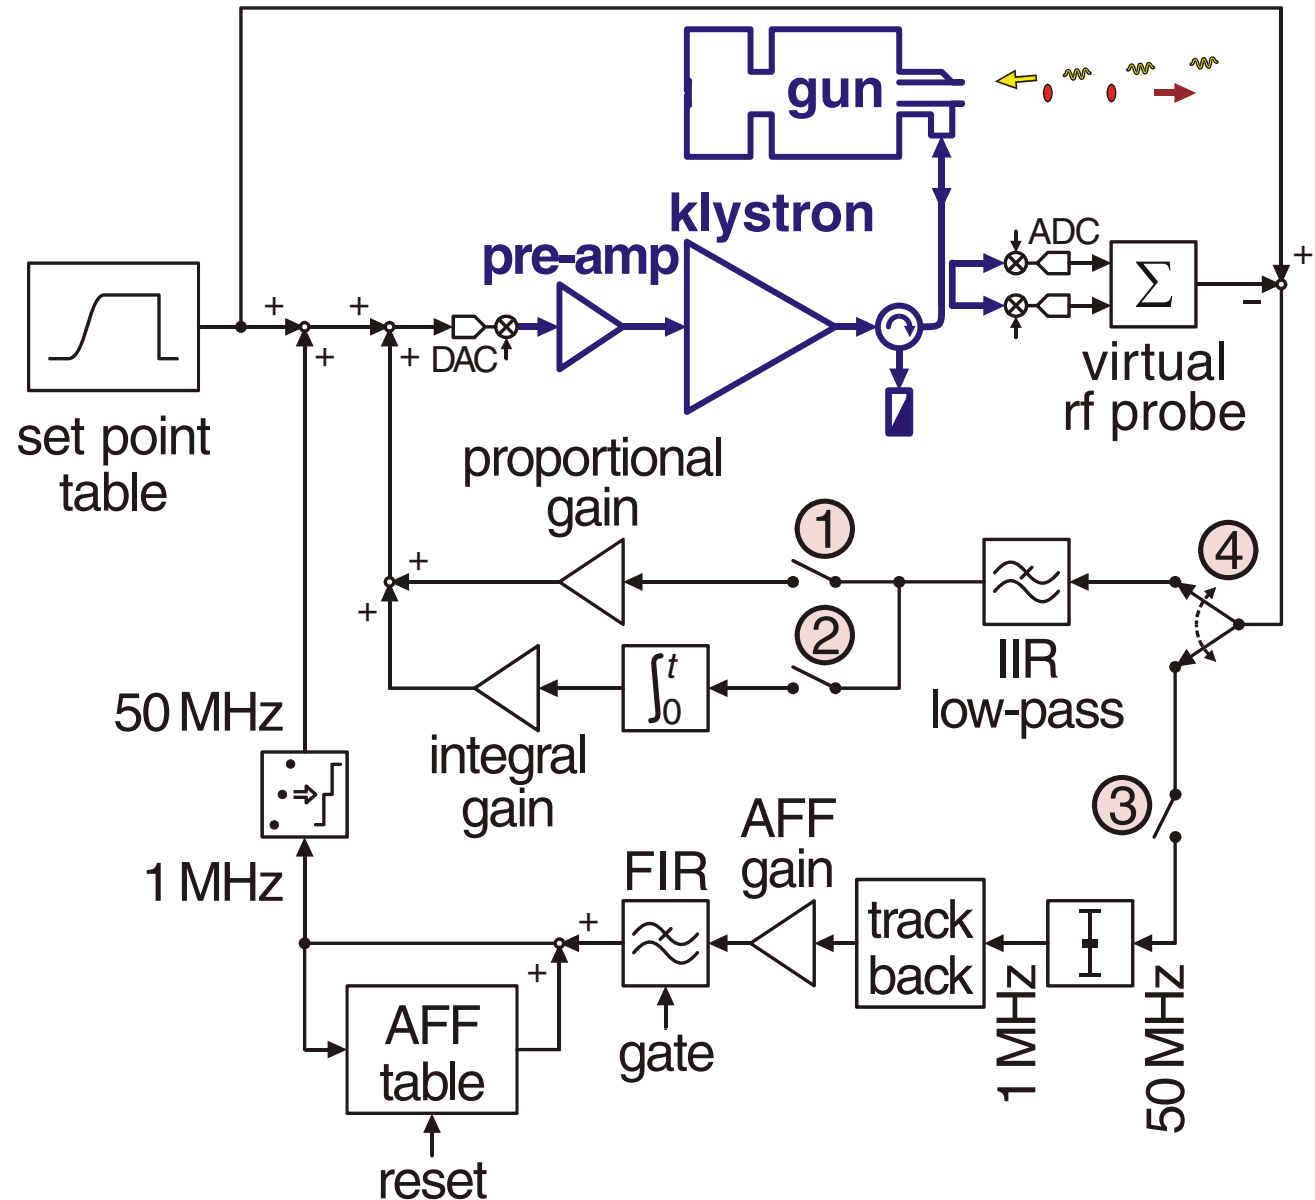 gun
klystron
ADC
pre-amp
+
Σ
-
+
+
+
+
DAC
virtual
rf probe
set point
table
proportional
gain
1
4
+
+
2
IIR
low-pass
∫ t 0
50 MHz
integral
gain
3
AFF
gain
1 MHz
FIR
+
track
back
+
AFF
table
gate
1 MHz
50 MHz
reset